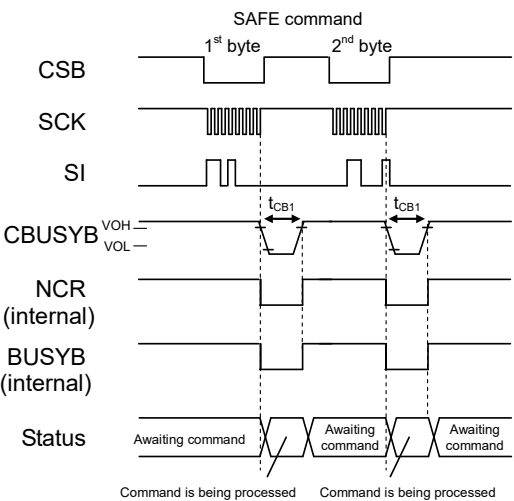 SAFE command
1st byte
2nd byte
CSB
SCK
SI
tCB1
tCB1
CBUSYB
VOH
VOL
NCR
(internal)
BUSYB
(internal)
Status
Awaiting command
Awaiting
command
Awaiting
command
Command is being processed
Command is being processed